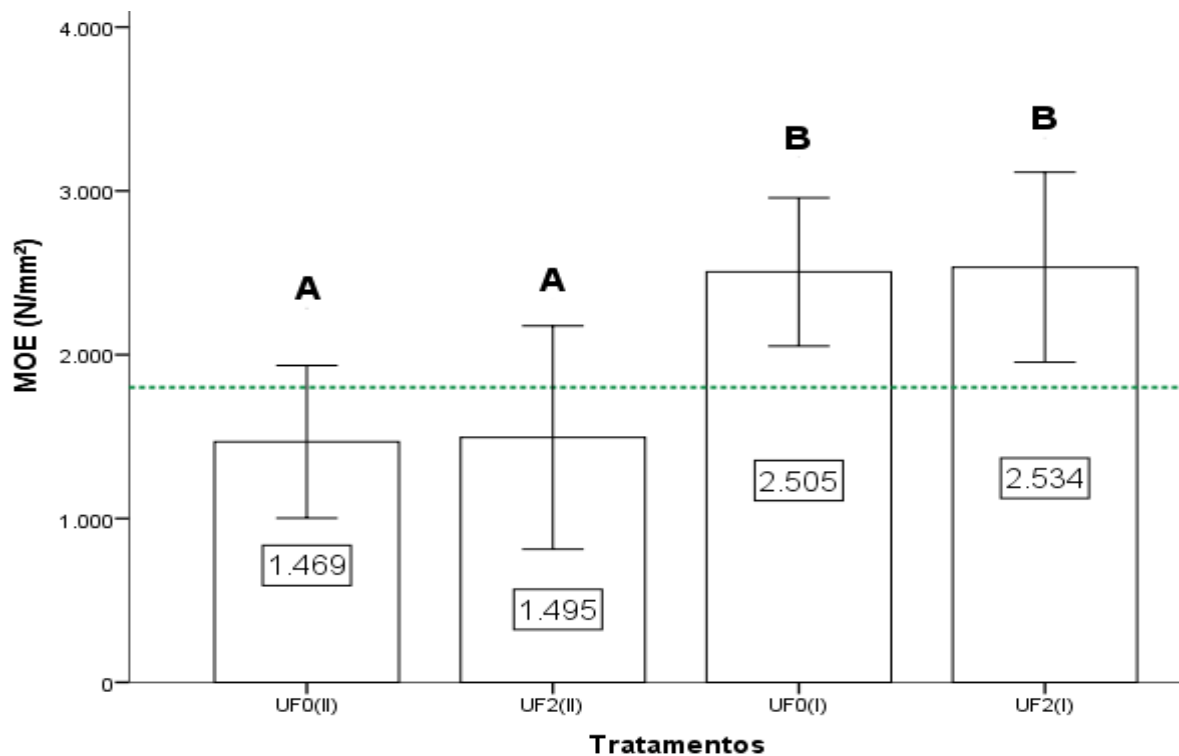 4.000
B
B
3.000
A
A
MOE (N/mm²)
2.000
2.505
2.534
1.000
1.469
1.495
0
UF0(II) UF2(II) UF0(I) UF2(I)
Tratamentos